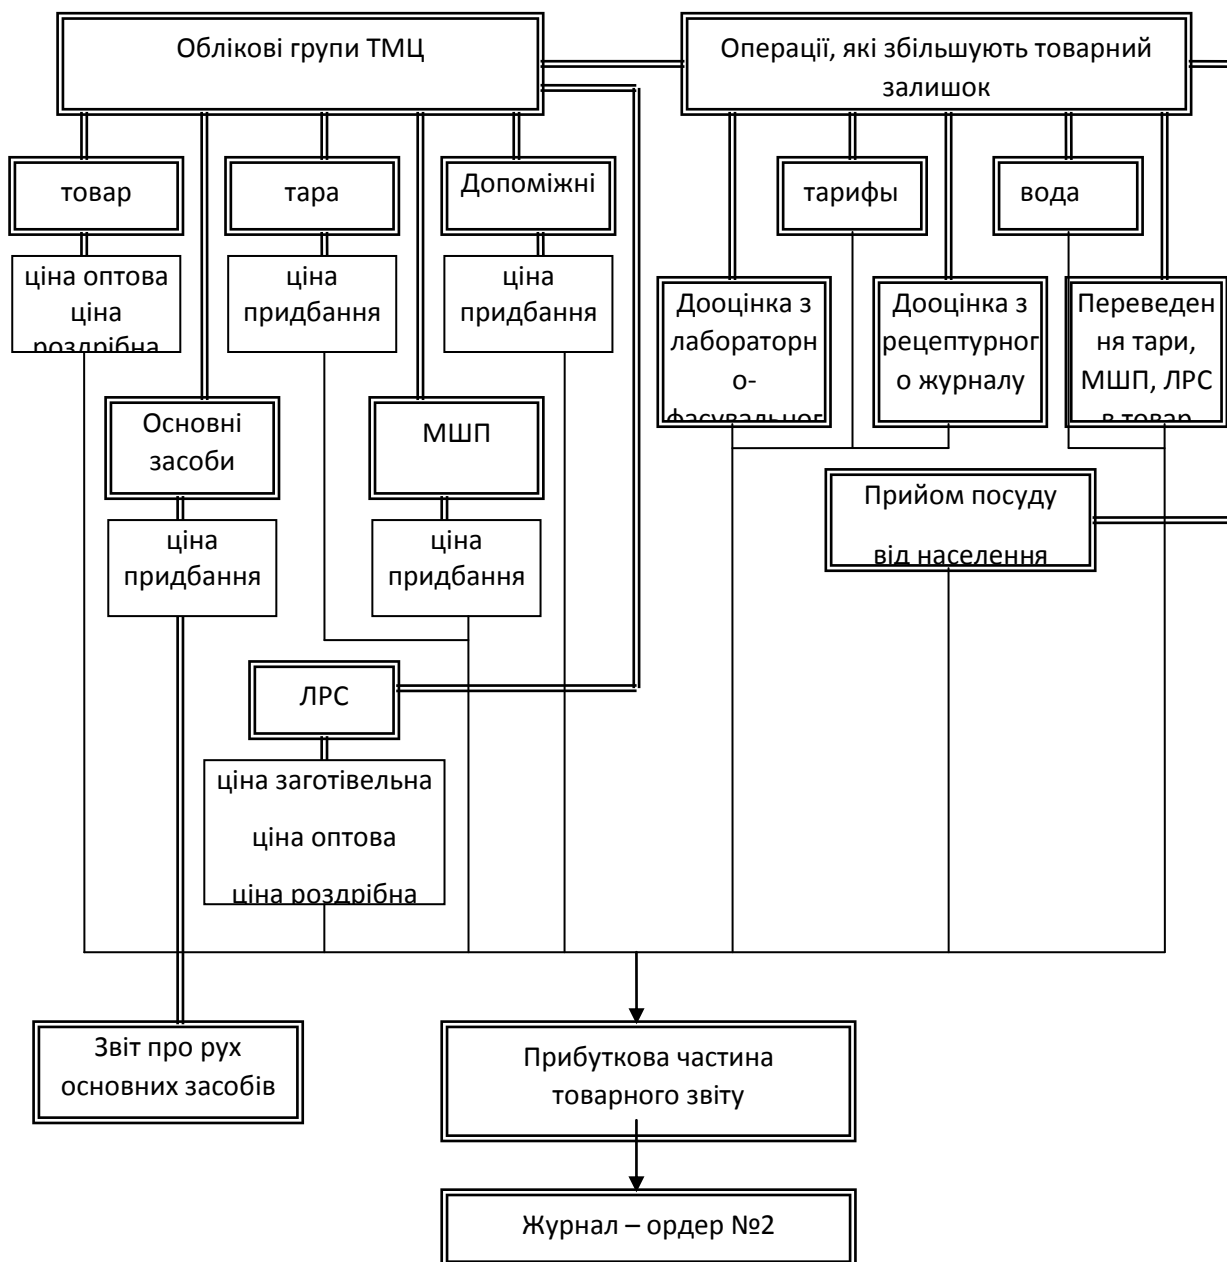 Облікові групи ТМЦ
Операції, які збільшують товарний
залишок
товар
тара
Допоміжні
тарифы
вода
ціна оптова
ціна
роздрібна
ціна
придбання
ціна
придбання
Дооцінка з
лабораторн
о-
фасувальног
Дооцінка з
рецептурног
о журналу
Переведен
ня тари,
МШП, ЛРС
в товар
Основні
засоби
МШП
Прийом посуду
від населення
ціна
придбання
ціна
придбання
ЛРС
ціна заготівельна
ціна оптова
ціна роздрібна
Звіт про рух
основних засобів
Прибуткова частина
товарного звіту
Журнал – ордер №2